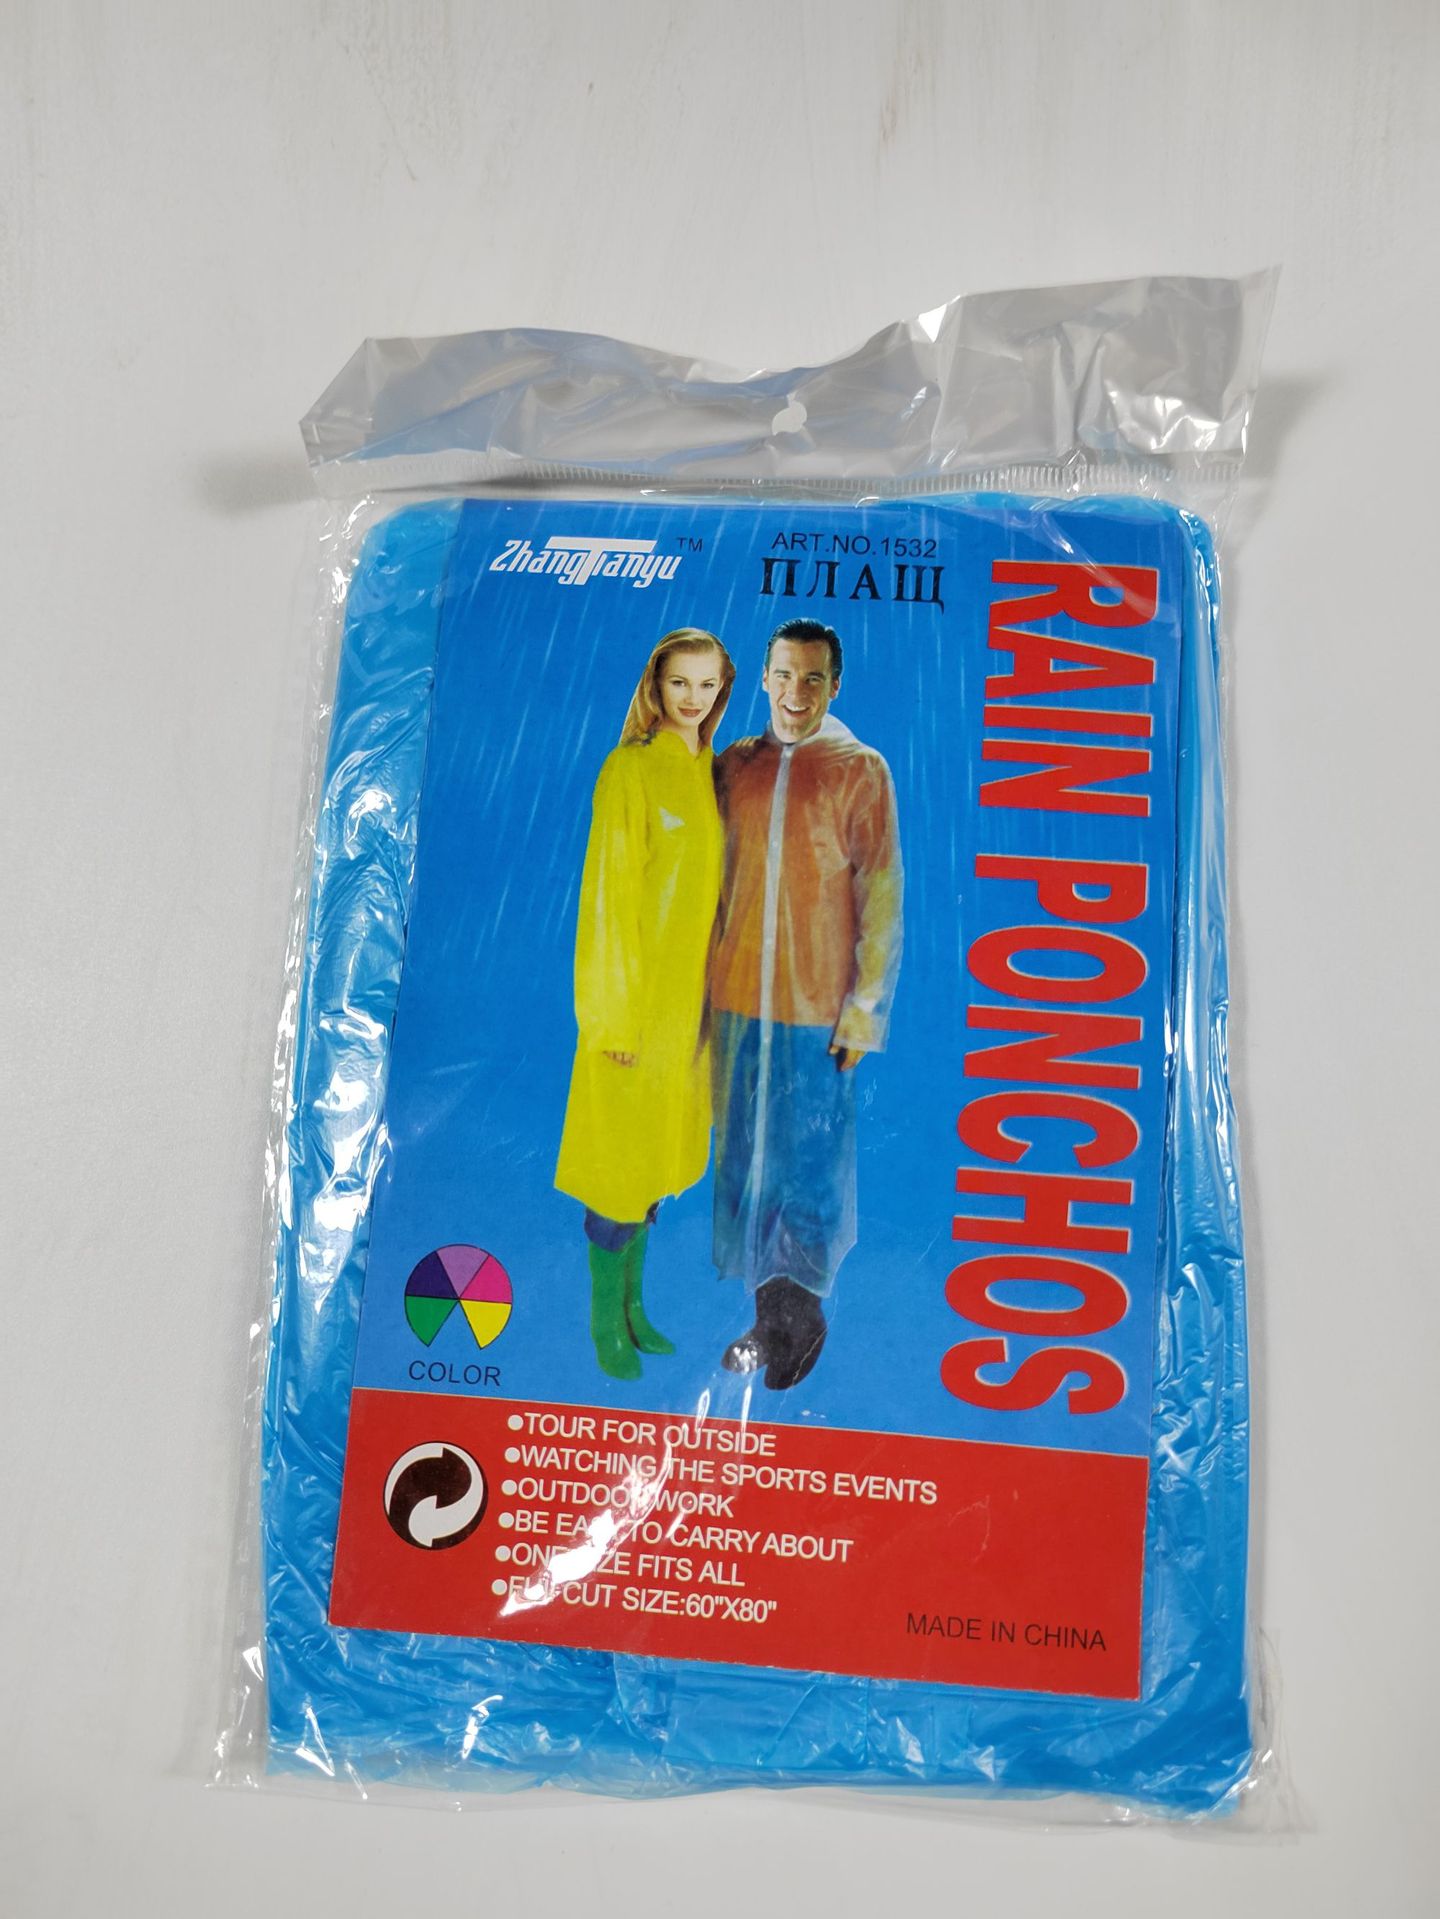 ZhangTianyu™
ART.NO.1532
ПЛАЩ
RAIN PONCHOS
COLOR
●TOUR FOR OUTSIDE
●WATCHING THE SPORTS EVENTS
●OUTDOOR WORK
●BE EASY TO CARRY ABOUT
●ONE SIZE FITS ALL
CUT SIZE:60"X80"
MADE IN CHINA